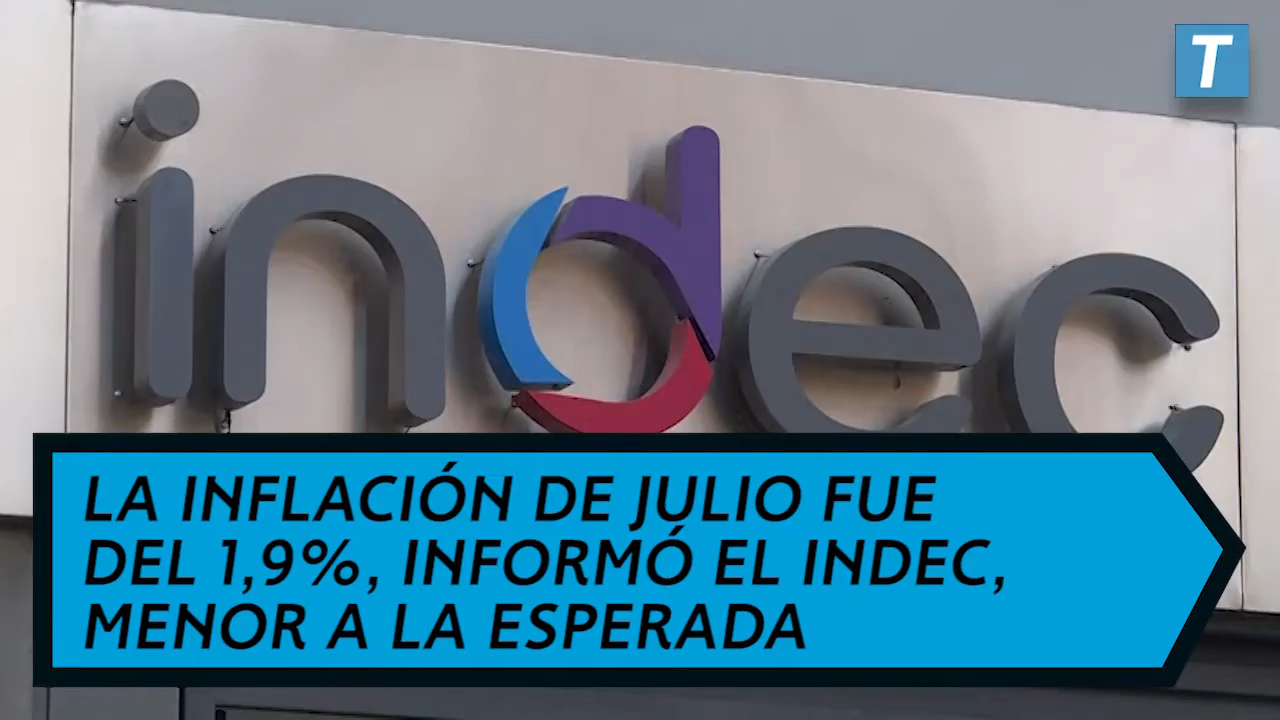 T
indec
LA INFLACIÓN DE JULIO FUE
DEL 1,9%, INFORMÓ EL INDEC,
MENOR A LA ESPERADA